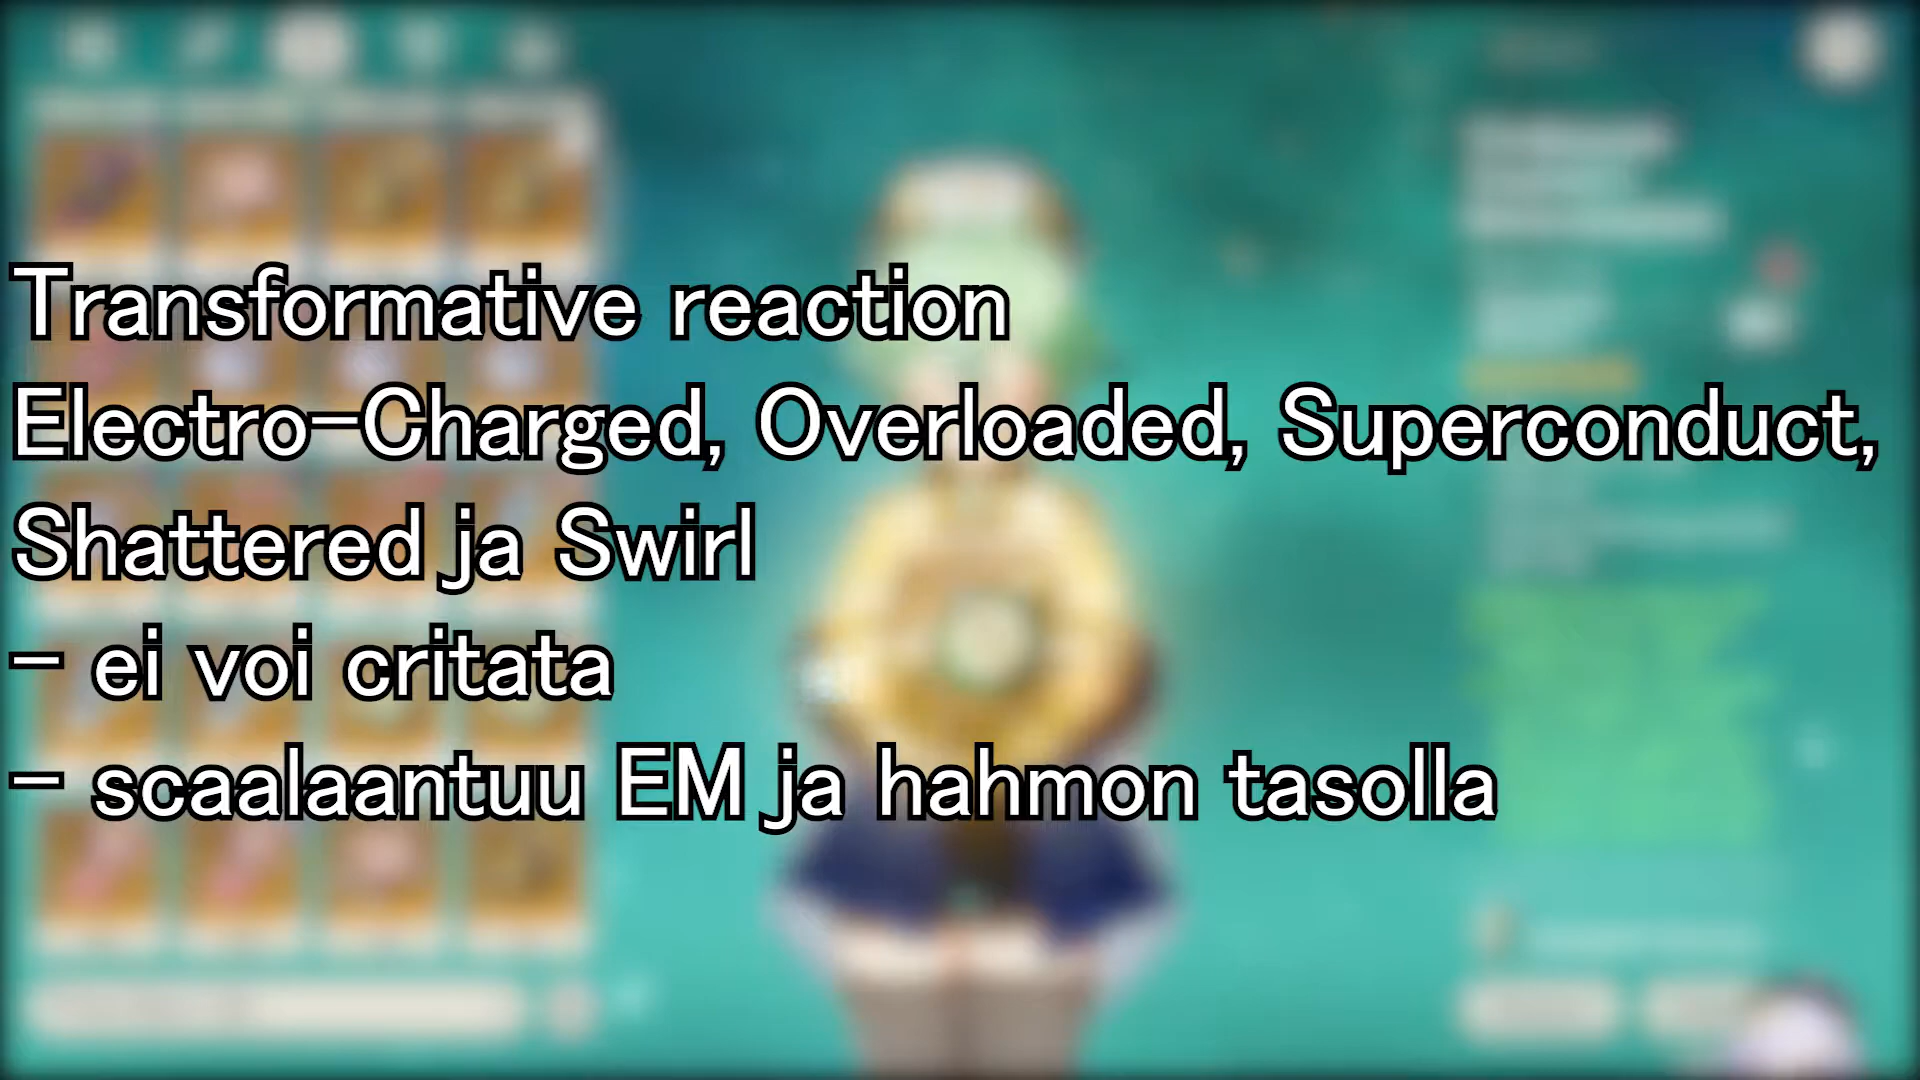 Transformative reaction
Electro-Charged, Overloaded, Superconduct,
Shattered ja Swirl
- ei voi critata
- scaalaantuu EM ja hahmon tasolla